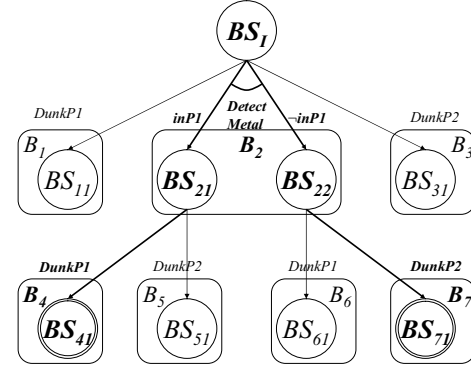 BS_I
DunkP1 inP1 Detect Metal ¬inP1 DunkP2
B_1 B_2 B_3
BS_11 BS_21 BS_22 BS_31
DunkP1 DunkP2 DunkP1 DunkP2
B_4 B_5 B_6 B_7
BS_41 BS_51 BS_61 BS_71